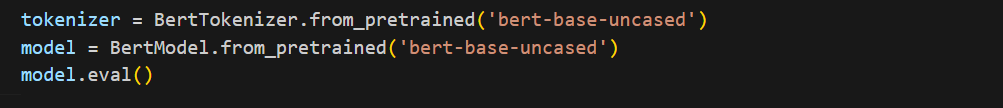 tokenizer = BertTokenizer.from_pretrained('bert-base-uncased')
model = BertModel.from_pretrained('bert-base-uncased')
model.eval()